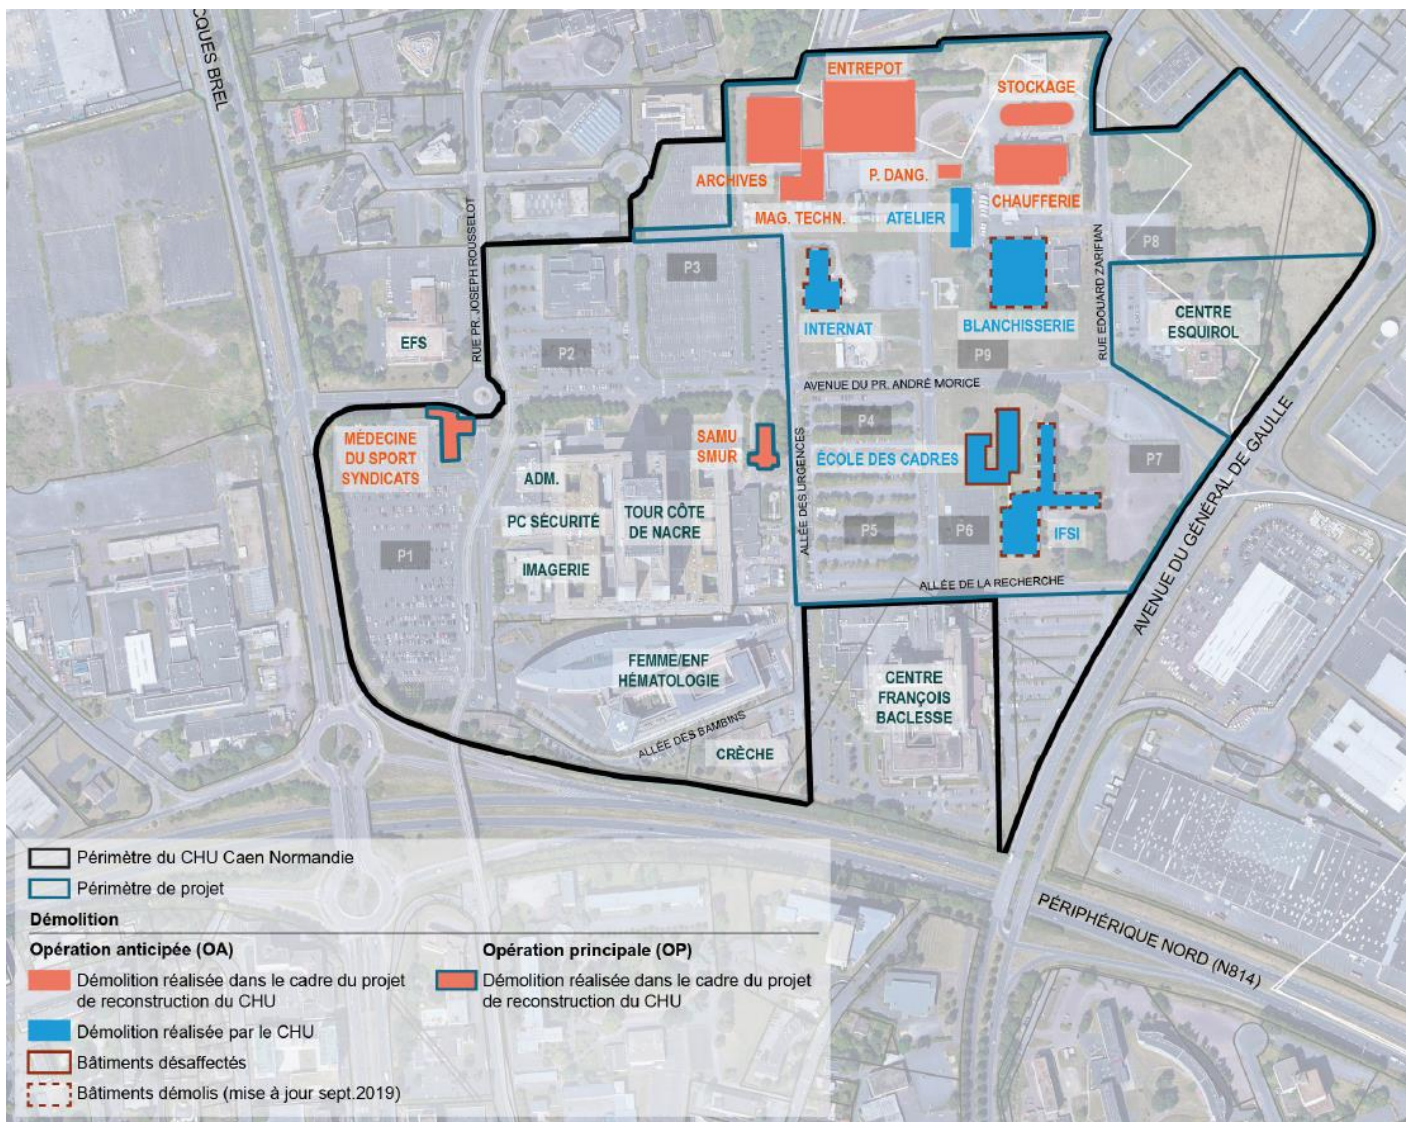 CQUES BREL
ENTREPOT
STOCKAGE
ARCHIVES
P. DANG.
CHAUFFERIE
MAG. TECHN.
ATELIER
RUE PR. JOSEPH ROUSSELOT
P3
P8
RUE EDOUARD ZARIFIAN
INTERNAT
BLANCHISSERIE
CENTRE
ESQUIROL
EFS
P2
P9
AVENUE DU PR. ANDRÉ MORICE
MÉDECINE
DU SPORT
SYNDICATS
SAMU
SMUR
P4
ÉCOLE DES CADRES
P7
ADM.
PC SÉCURITÉ
TOUR CÔTE
DE NACRE
IMAGERIE
P1
ALLÉE DES URGENCES
P5
P6
IFSI
ALLÉE DE LA RECHERCHE
AVENUE DU GÉNÉRAL DE GAULLE
FEMME/ENF
HÉMATOLOGIE
CENTRE
FRANÇOIS
BACLESSE
ALLÉE DES BAMBINS
CRÈCHE
PÉRIPHÉRIQUE NORD (N814)
Périmètre du CHU Caen Normandie
Périmètre de projet
Démolition
Opération anticipée (OA)
Démolition réalisée dans le cadre du projet
de reconstruction du CHU
Démolition réalisée par le CHU
Bâtiments désaffectés
Bâtiments démolis (mise à jour sept.2019)
Opération principale (OP)
Démolition réalisée dans le cadre du projet
de reconstruction du CHU